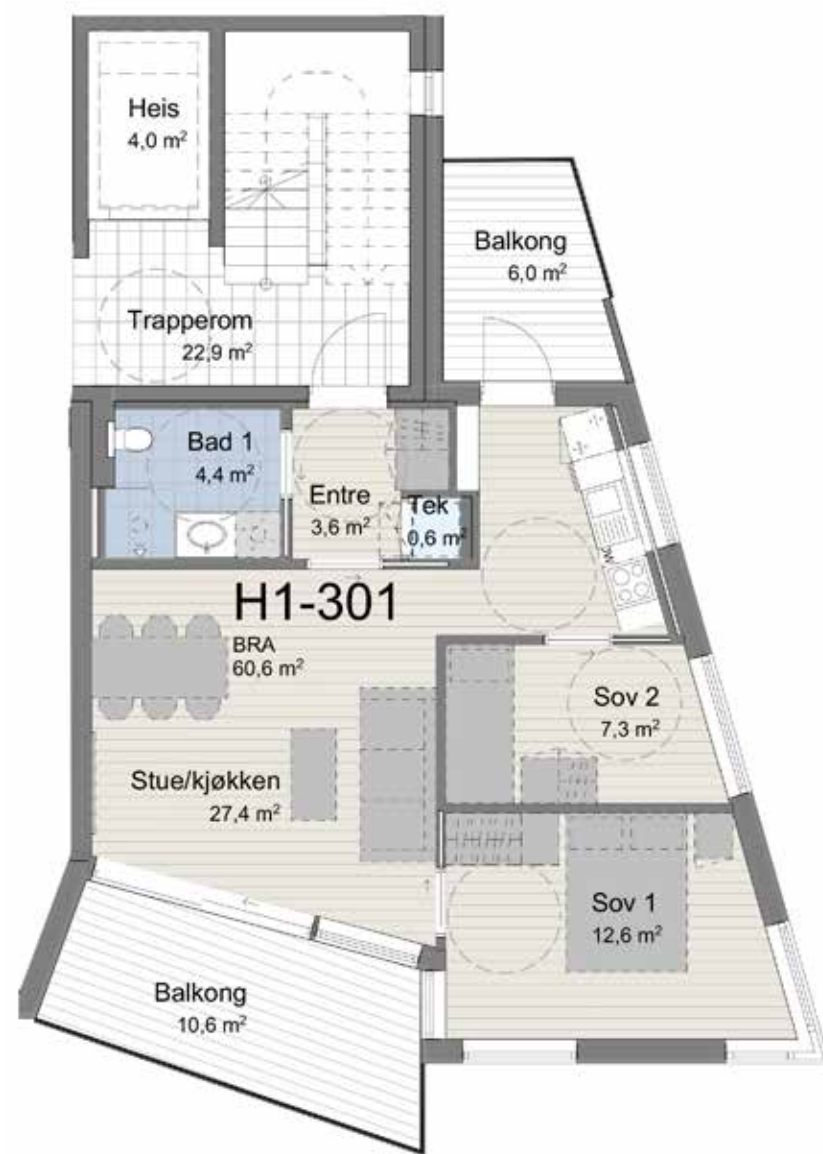 Heis
4,0 m²
Balkong
6,0 m²
Trapperom
22,9 m²
Bad 1
4,4 m²
Entre
3,6 m²
Tek
0,6 m²
DW
H1-301
BRA
60,6 m²
Sov 2
7,3 m²
Stue/kjøkken
27,4 m²
Sov 1
12,6 m²
Balkong
10,6 m²